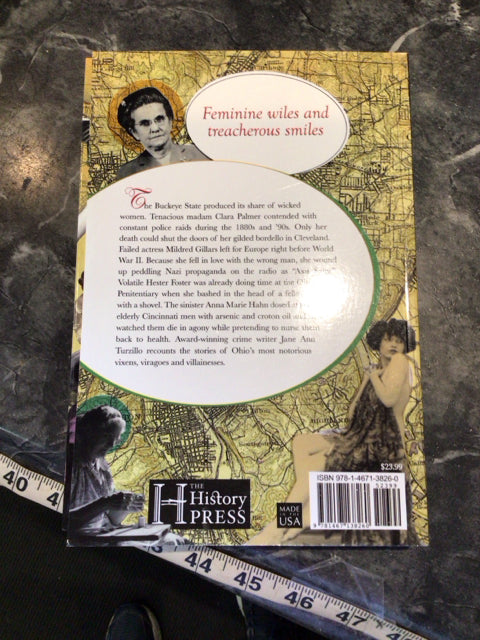 Feminine wiles and
treacherous smiles
The Buckeye State produced its share of wicked
women. Tenacious madam Clara Palmer contended with
constant police raids during the 1880s and '90s. Only her
death could shut the doors of her gilded bordello in Cleveland.
Failed actress Mildred Gillars left for Europe right before World
War II. Because she fell in love with the wrong man, she wound
up peddling Nazi propaganda on the radio as "Axis Sally."
Volatile Hester Foster was already doing time at the
Penitentiary when she bashed in the head of a
with a shovel. The sinister Anna Marie Hahn dosed
elderly Cincinnati men with arsenic and croton oil
watched them die in agony while pretending to nurse them
back to health. Award-winning crime writer Jane Ann
Turzillo recounts the stories of Ohio's most notorious
vixens, viragoes and villainesses.
$23.99
ISBN 978-1-4671-3826-0
52399
9 781467 138260
THE
History
PRESS
MADE
IN THE
USA
40
41
43
44
45
46
47